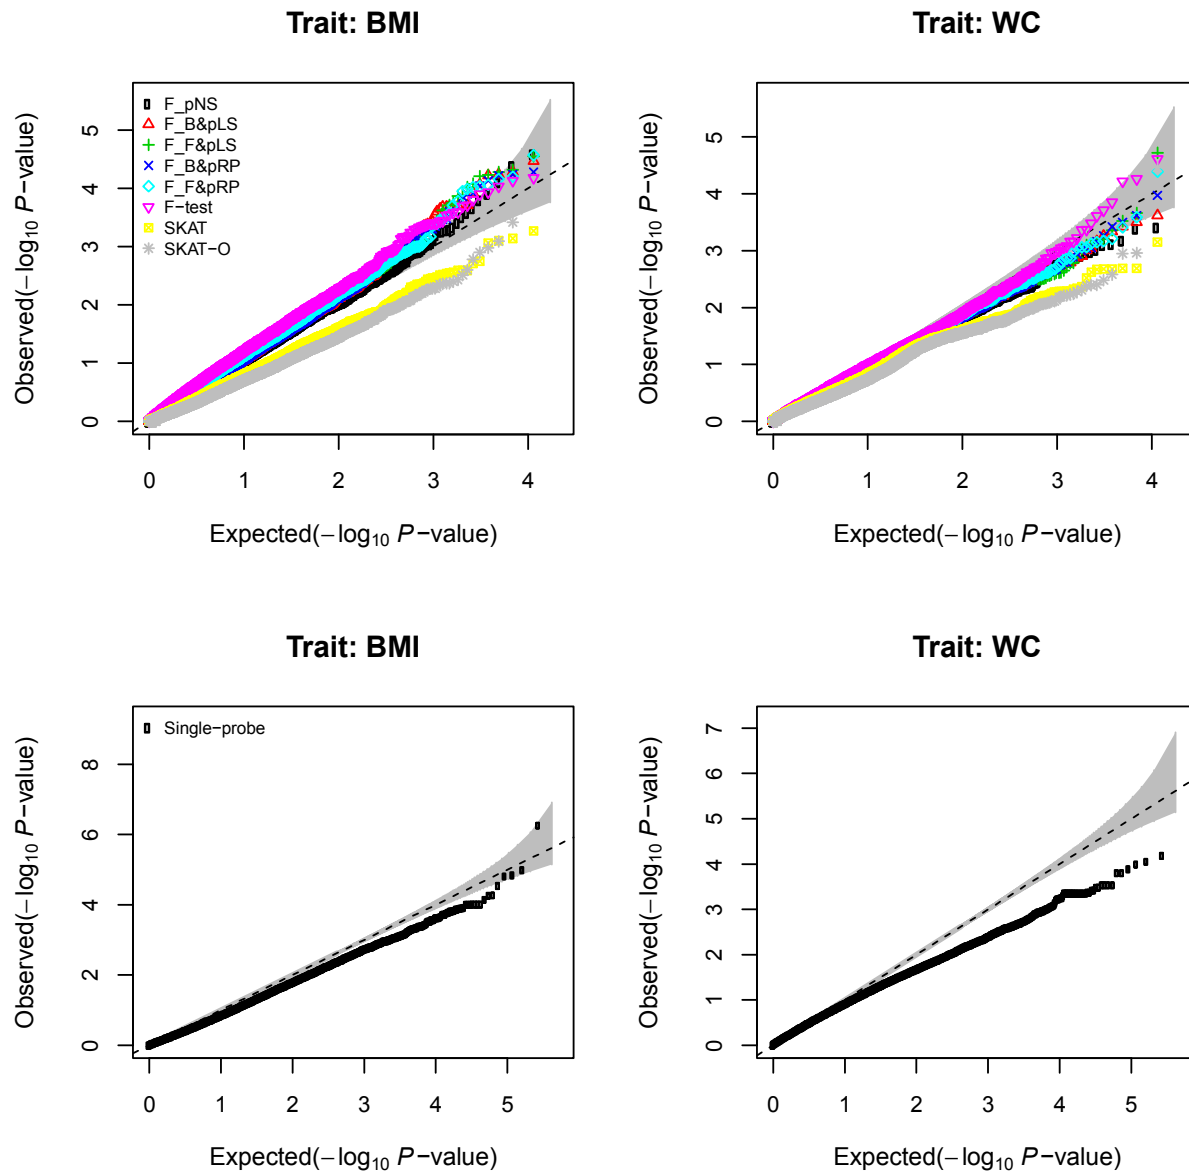 Trait: BMI
Observed(−log10 P−value)
0 1 2 3 4 5
F_pNS
F_B&pLS
F_F&pLS
F_B&pRP
F_F&pRP
F−test
SKAT
SKAT−O
0 1 2 3 4
Expected(−log10 P−value)
Trait: WC
Observed(−log10 P−value)
0 1 2 3 4 5
0 1 2 3 4
Expected(−log10 P−value)
Trait: BMI
Observed(−log10 P−value)
0 2 4 6 8
Single−probe
0 1 2 3 4 5
Expected(−log10 P−value)
Trait: WC
Observed(−log10 P−value)
0 1 2 3 4 5 6 7
0 1 2 3 4 5
Expected(−log10 P−value)